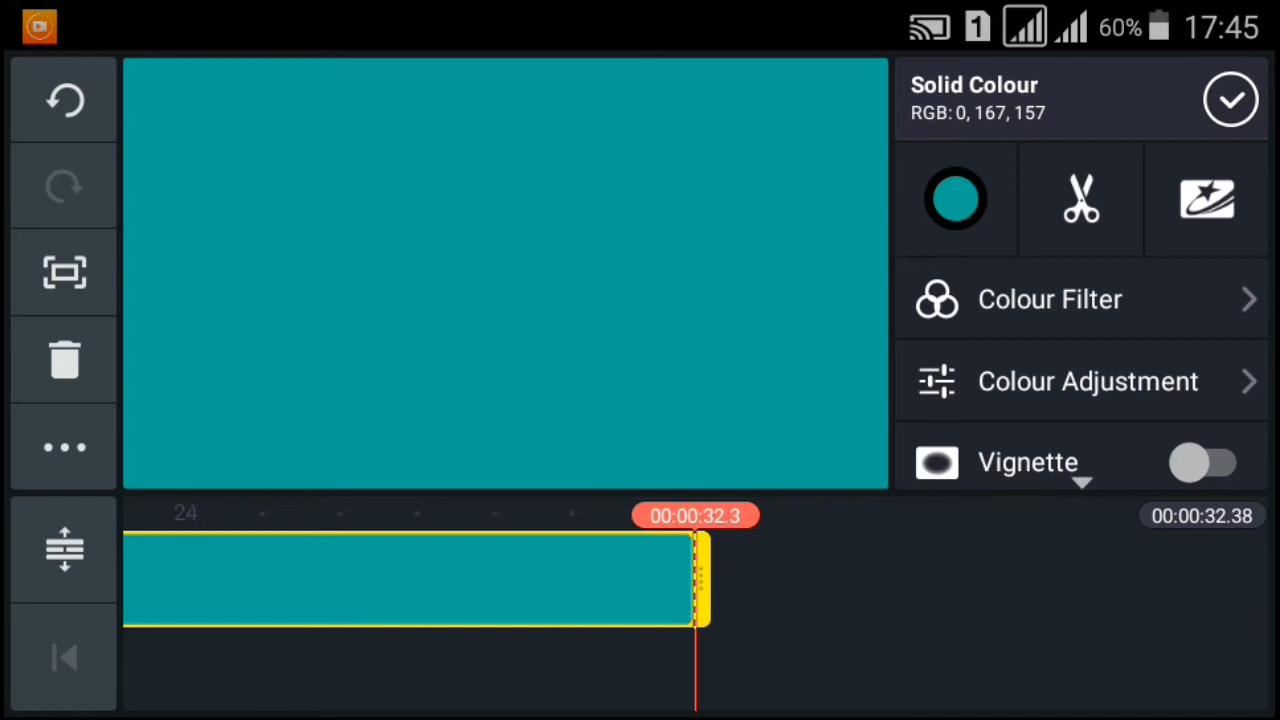 1 60% 17:45
Solid Colour
RGB: 0, 167, 157
Colour Filter
Colour Adjustment
Vignette
24
00:00:32.3
00:00:32.38